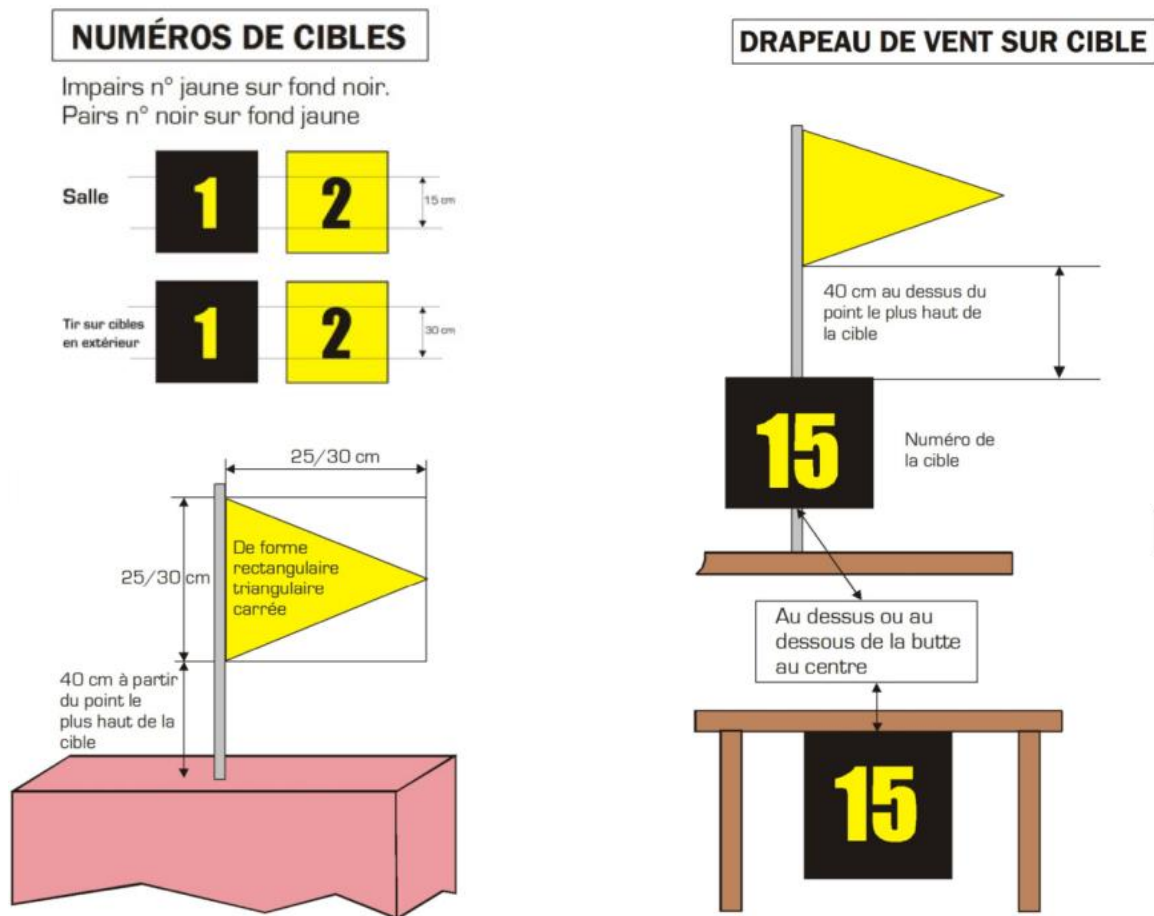 NUMÉROS DE CIBLES
Impairs n° jaune sur fond noir.
Pairs n° noir sur fond jaune
Salle
1
2
15 cm
Tir sur cibles
en extérieur
1
2
30 cm
25/30 cm
25/30 cm
De forme
rectangulaire
triangulaire
carrée
40 cm à partir
du point le
plus haut de la
cible
DRAPEAU DE VENT SUR CIBLE
40 cm au dessus du
point le plus haut de
la cible
15
Numéro de
la cible
Au dessus ou au
dessous de la butte
au centre
15